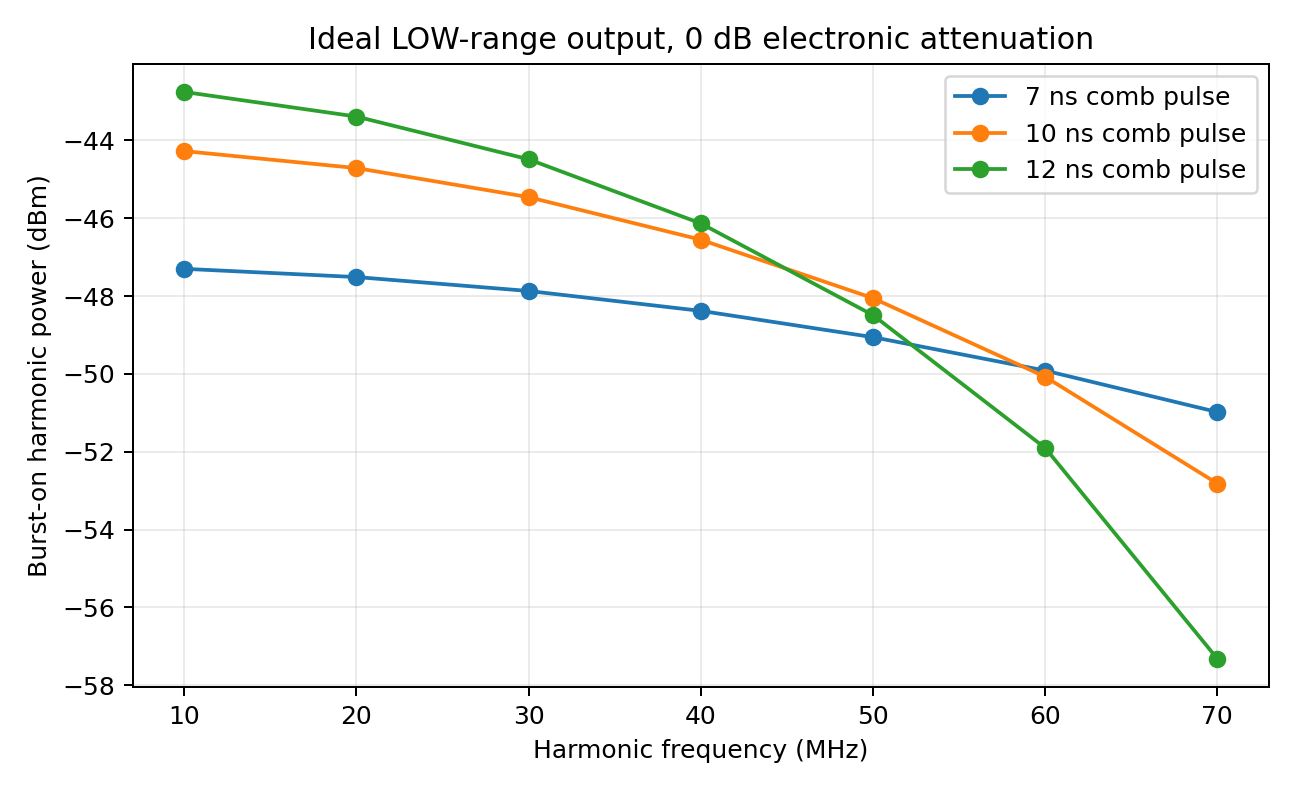 Ideal LOW-range output, 0 dB electronic attenuation
7 ns comb pulse
10 ns comb pulse
12 ns comb pulse
Burst-on harmonic power (dBm)
−44
−46
−48
−50
−52
−54
−56
−58
10 20 30 40 50 60 70
Harmonic frequency (MHz)